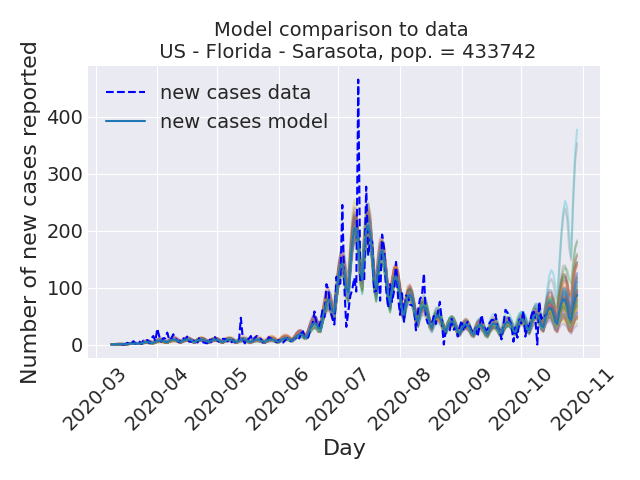 Model comparison to data
US - Florida - Sarasota, pop. = 433742
Number of new cases reported
new cases data
new cases model
400
300
200
100
0
2020-03
2020-04
2020-05
2020-06
2020-07
2020-08
2020-09
2020-10
2020-11
Day